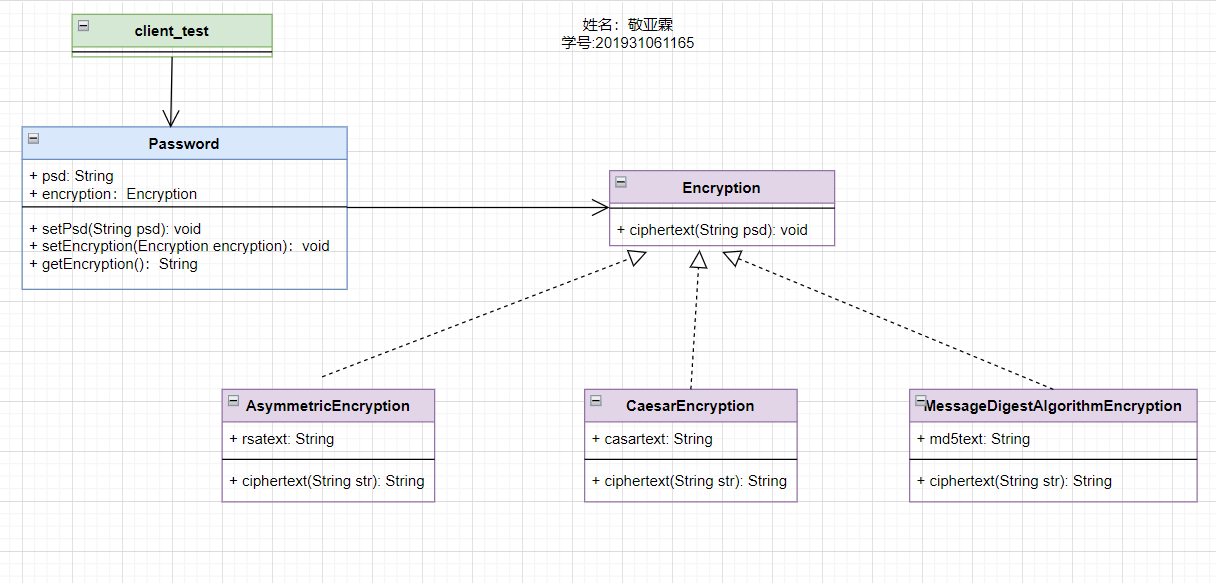 client_test
姓名：敬亚霖
学号:201931061165
Password
+ psd: String
+ encryption：Encryption
+ setPsd(String psd): void
+ setEncryption(Encryption encryption)：void
+ getEncryption()：String
Encryption
+ ciphertext(String psd): void
AsymmetricEncryption
+ rsatext: String
+ ciphertext(String str): String
CaesarEncryption
+ casartext: String
+ ciphertext(String str): String
MessageDigestAlgorithmEncryption
+ md5text: String
+ ciphertext(String str): String